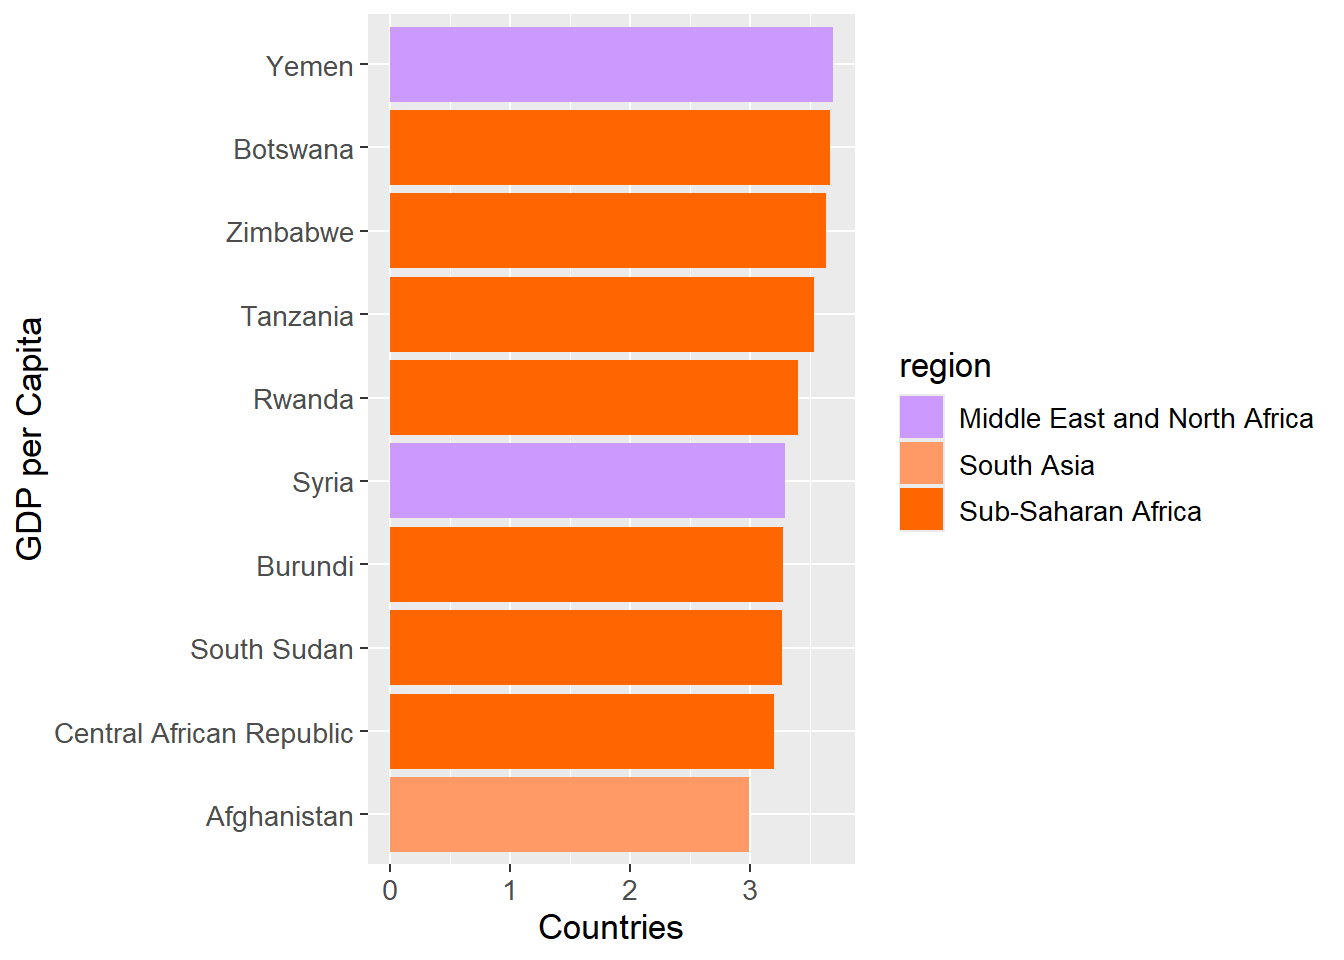 GDP per Capita
Yemen
Botswana
Zimbabwe
Tanzania
Rwanda
Syria
Burundi
South Sudan
Central African Republic
Afghanistan
0 1 2 3
Countries
region
Middle East and North Africa
South Asia
Sub-Saharan Africa